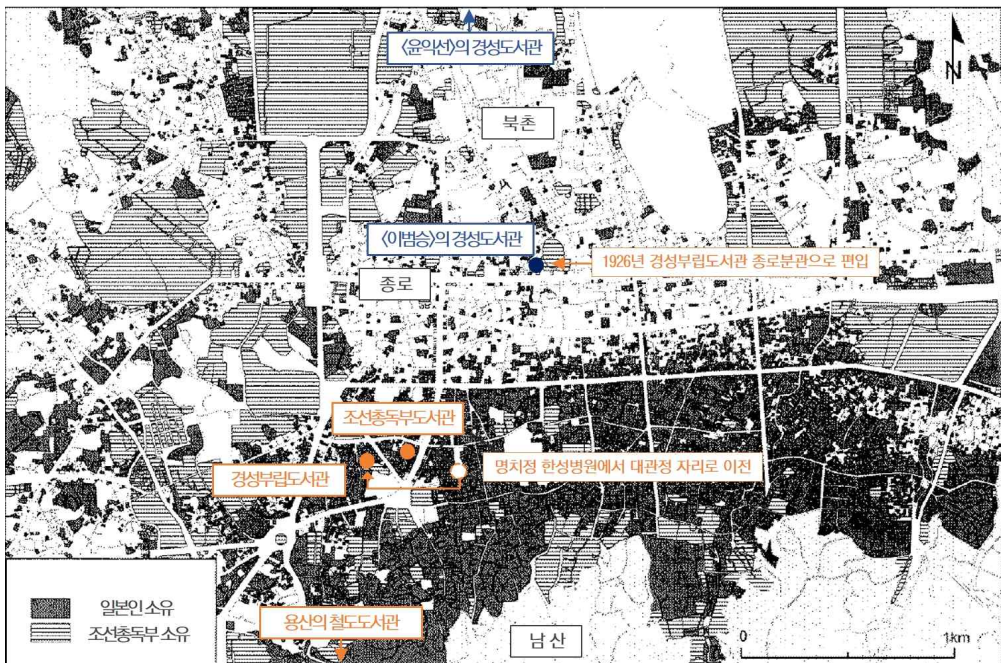 <윤익선>의 경성도서관
N
북촌
<이범승>의 경성도서관
1926년 경성부립도서관 종로분관으로 편입
종로
조선총독부도서관
경성부립도서관
명치정 한성병원에서 대관정 자리로 이전
일본인 소유
조선총독부 소유
용산의 철도도서관
남 산
0
1km